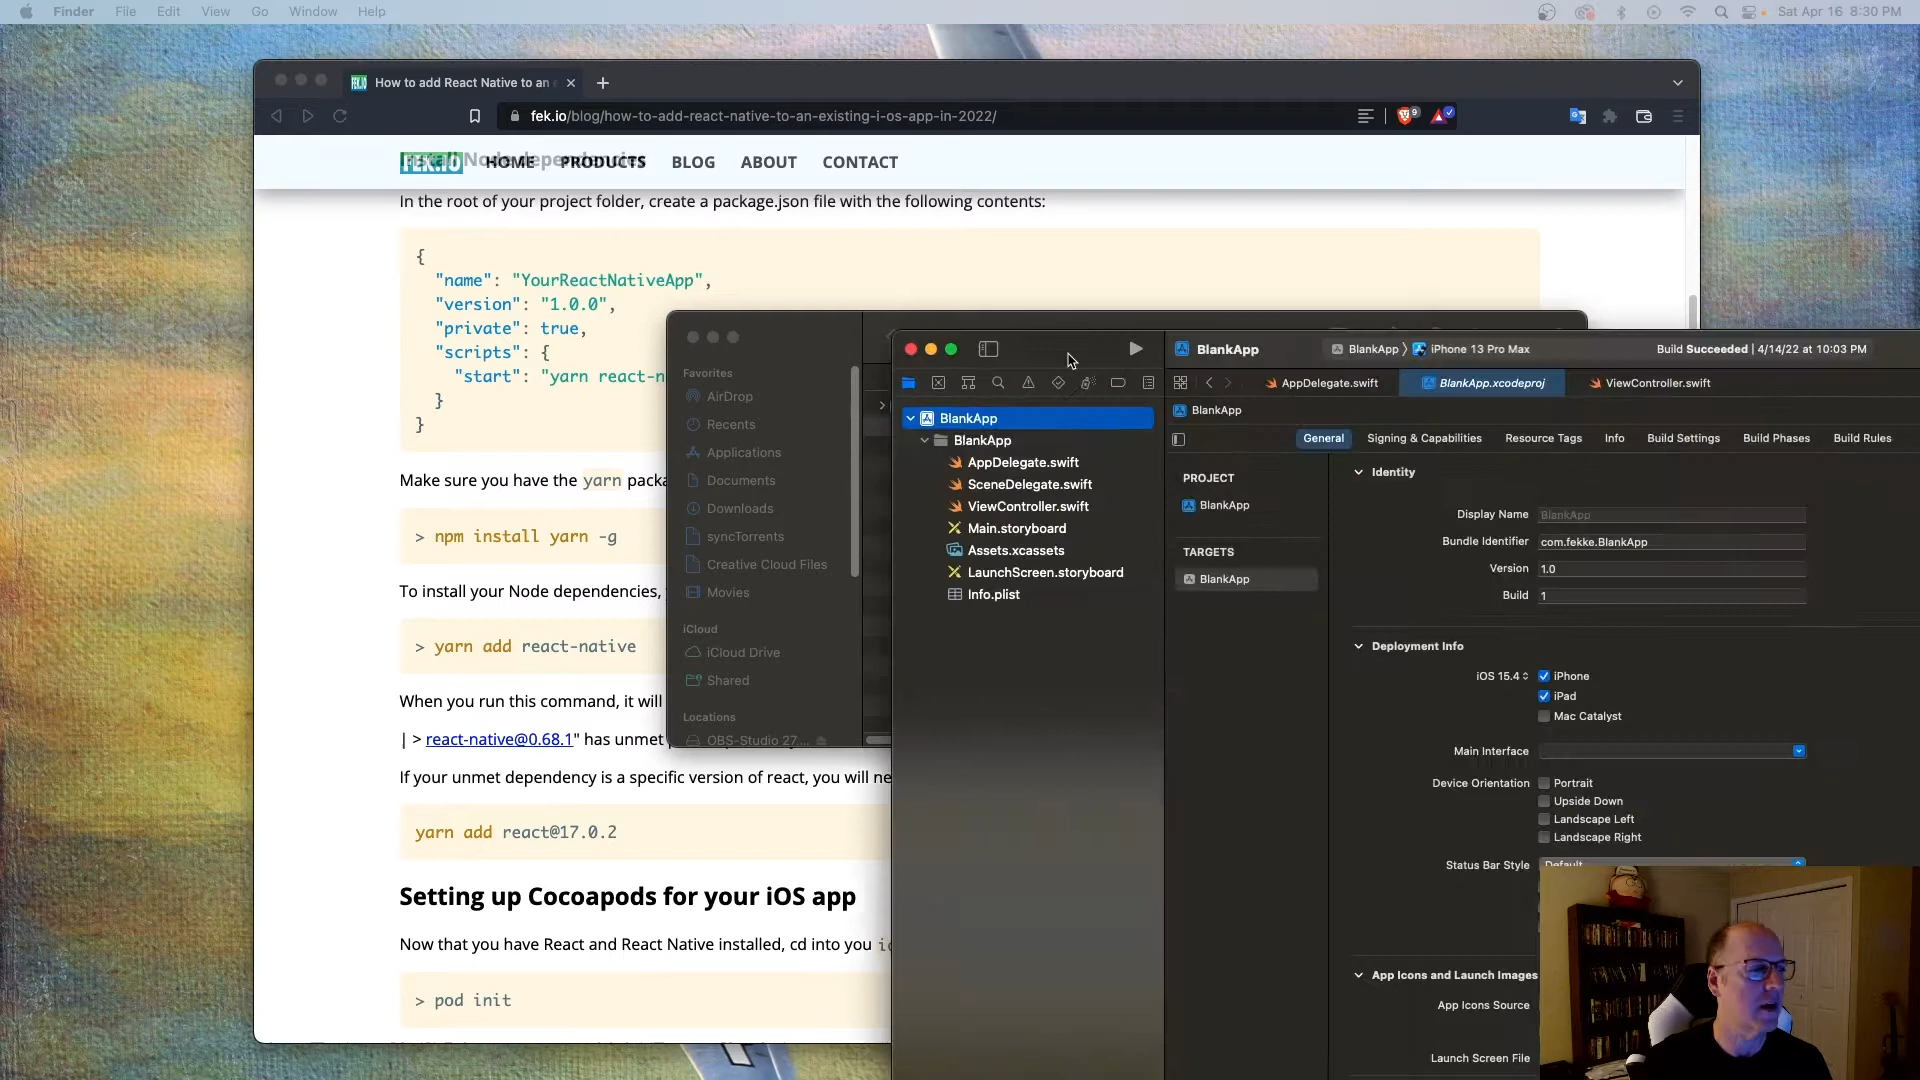 Finder File Edit View Go Window Help
Sat Apr 16 8:30 PM
How to add React Native to an
fek.io/blog/how-to-add-react-native-to-an-existing-i-os-app-in-2022/
9
FEK.IO
Install Node dependencies
HOME PRODUCTS BLOG ABOUT CONTACT
In the root of your project folder, create a package.json file with the following contents:
{
"name": "YourReactNativeApp",
"version": "1.0.0",
"private": true,
"scripts": {
"start": "yarn react-n
}
}
Make sure you have the yarn packa
> npm install yarn -g
To install your Node dependencies,
> yarn add react-native
When you run this command, it will
| > react-native@0.68.1" has unmet
If your unmet dependency is a specific version of react, you will ne
yarn add react@17.0.2
Setting up Cocoapods for your iOS app
Now that you have React and React Native installed, cd into you
> pod init
Favorites
AirDrop
Recents
Applications
Documents
Downloads
syncTorrents
Creative Cloud Files
Movies
iCloud
iCloud Drive
Shared
Locations
OBS-Studio 27....
BlankApp
BlankApp
AppDelegate.swift
SceneDelegate.swift
ViewController.swift
Main.storyboard
Assets.xcassets
LaunchScreen.storyboard
Info.plist
BlankApp
BlankApp 〉 iPhone 13 Pro Max
Build Succeeded | 4/14/22 at 10:03 PM
AppDelegate.swift
BlankApp.xcodeproj
ViewController.swift
BlankApp
General Signing & Capabilities Resource Tags Info Build Settings Build Phases Build Rules
PROJECT
BlankApp
TARGETS
BlankApp
Identity
Display Name BlankApp
Bundle Identifier com.fekke.BlankApp
Version 1.0
Build 1
Deployment Info
iOS 15.4 iPhone
iPad
Mac Catalyst
Main Interface
Device Orientation Portrait
Upside Down
Landscape Left
Landscape Right
Status Bar Style Default
App Icons and Launch Images
App Icons Source
Launch Screen File